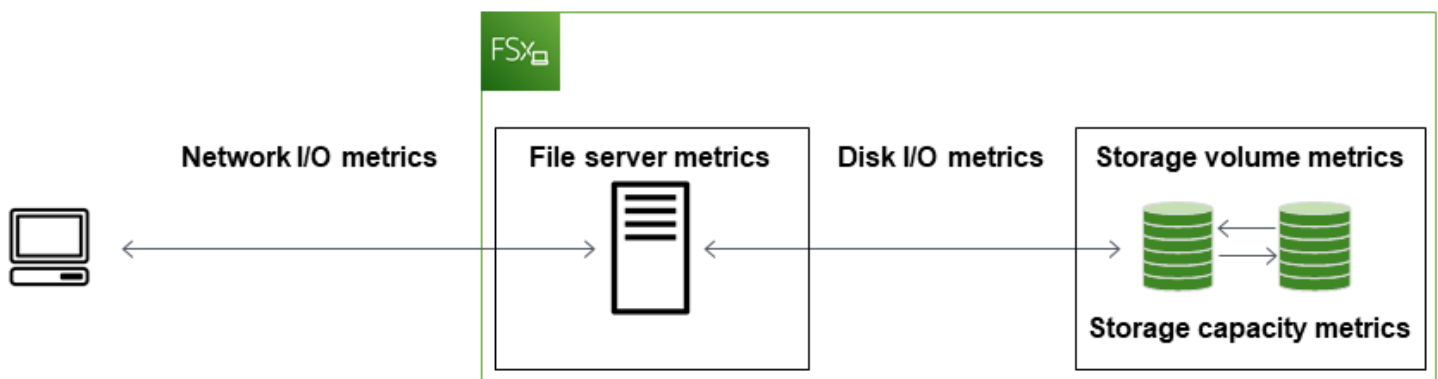 FSx
Network I/O metrics
File server metrics
Disk I/O metrics
Storage volume metrics
Storage capacity metrics